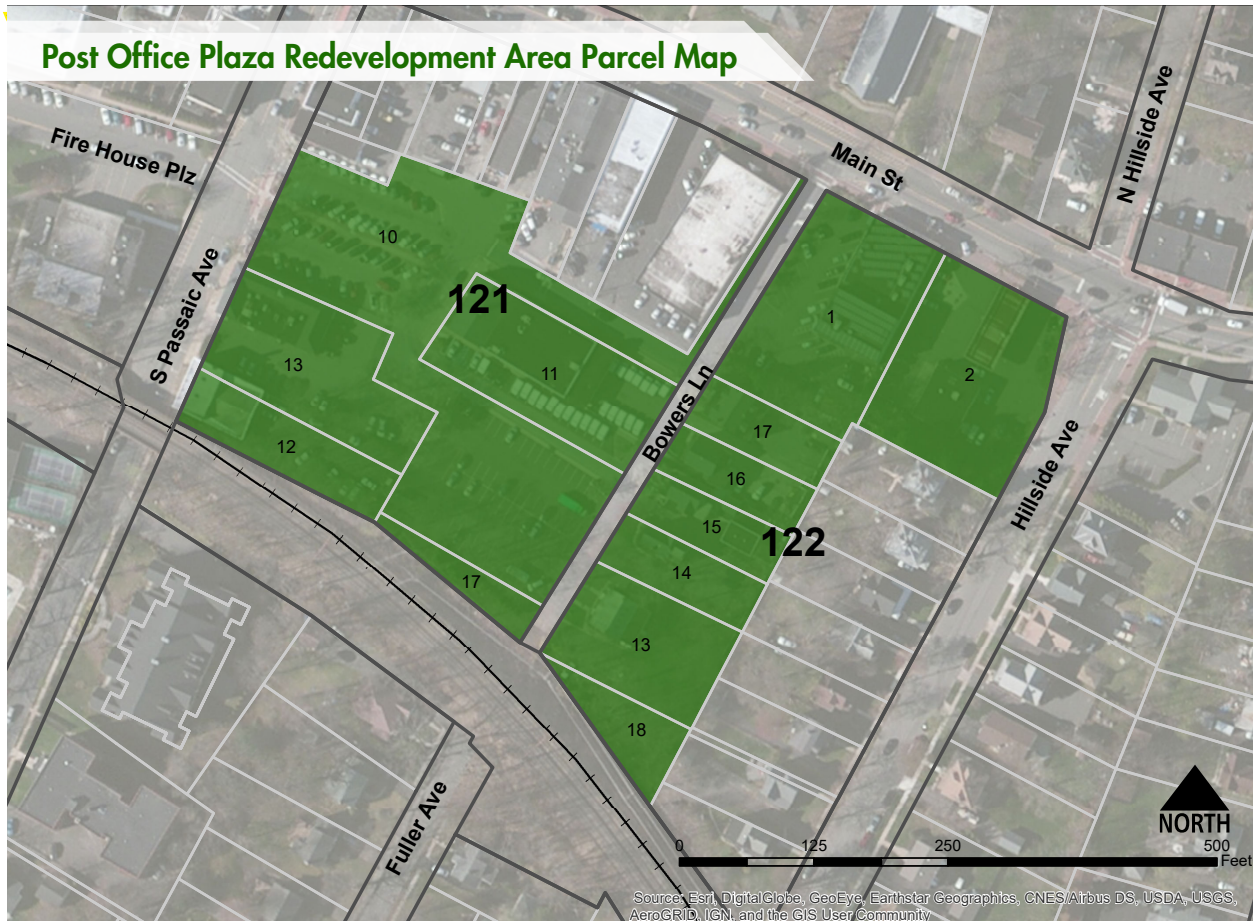 Post Office Plaza Redevelopment Area Parcel Map
Fire House Plz
Main St
N Hillside Ave
S Passaic Ave
10
121
1
2
13
11
Bowers Ln
17
12
16
Hillside Ave
15
122
14
17
13
18
Fuller Ave
NORTH
0 125 250 500
Feet
Source: Esri, DigitalGlobe, GeoEye, Earthstar Geographics, CNES/Airbus DS, USDA, USGS,
AeroGRID, IGN, and the GIS User Community